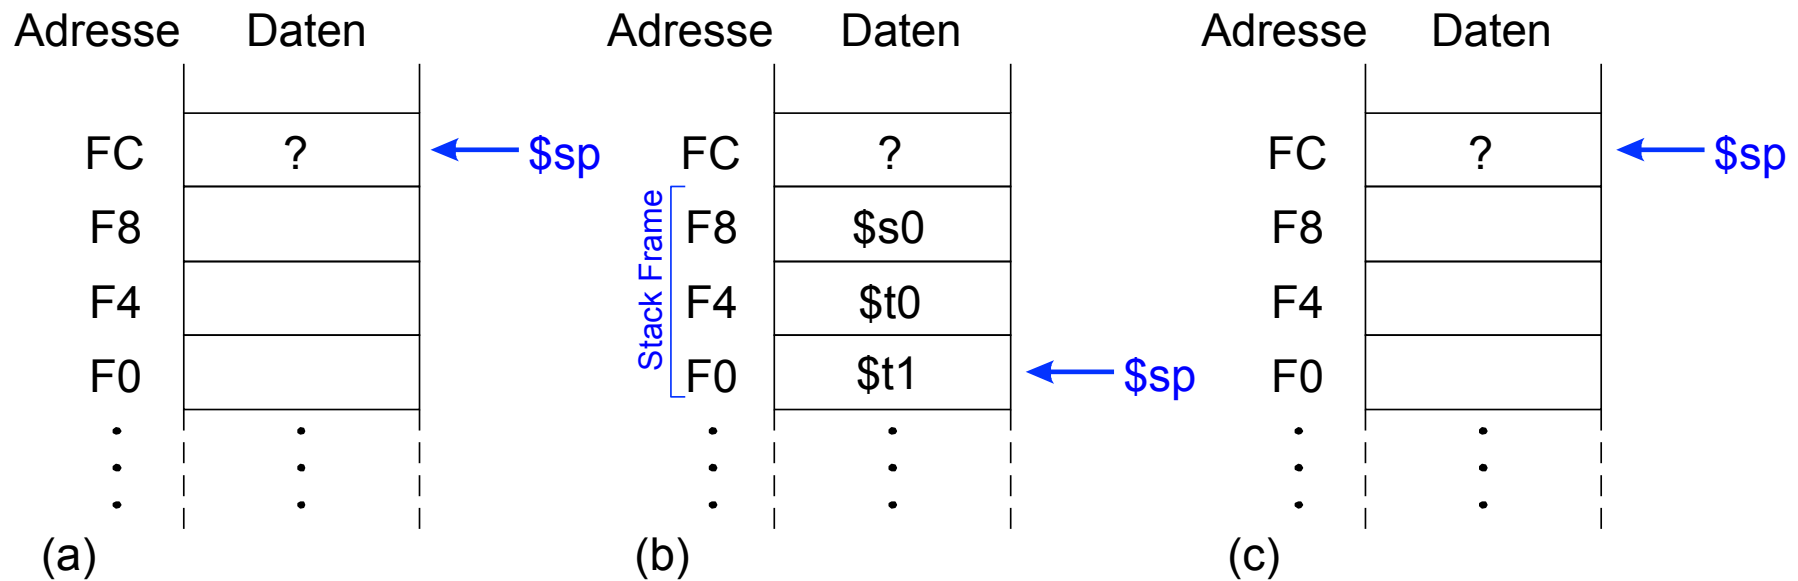 Adresse Daten Adresse Daten Adresse Daten
FC ? $sp FC ? FC ? $sp
F8 F8 $s0 F8
F4 F4 $t0 F4
F0 F0 $t1 $sp F0
Stack Frame
(a) (b) (c)